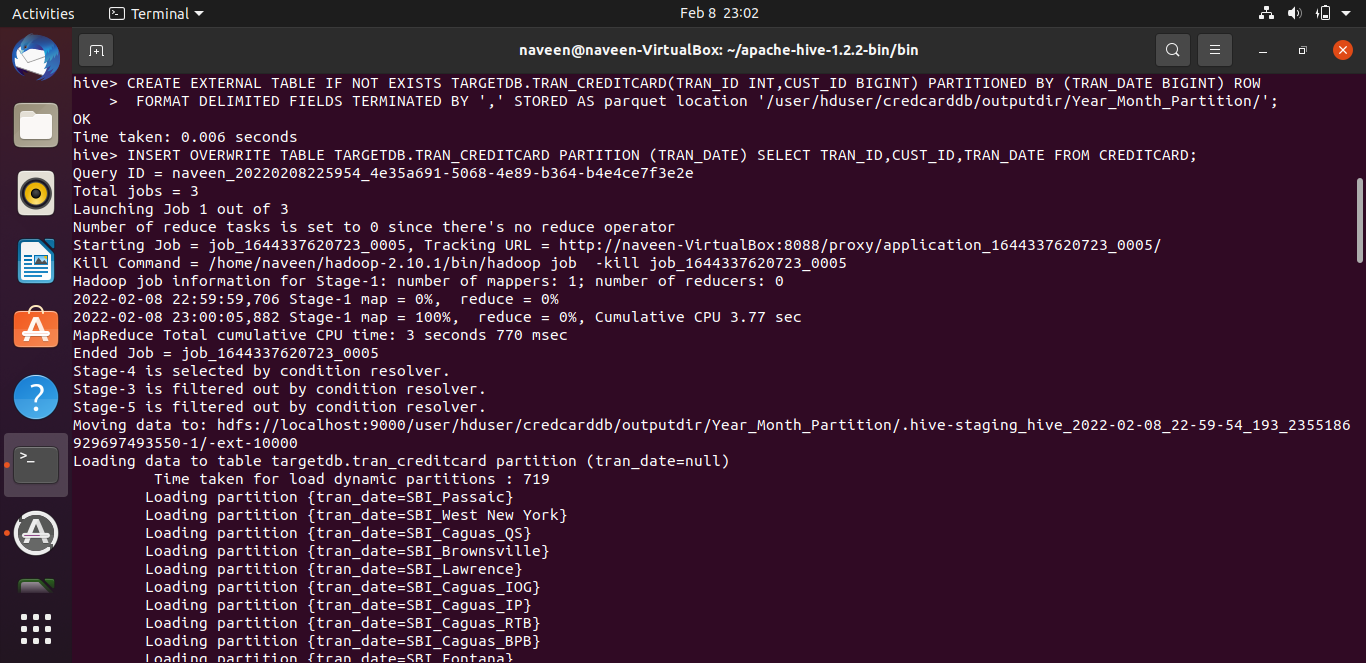 Activities
Terminal
Feb 8 23:02
naveen@naveen-VirtualBox: ~/apache-hive-1.2.2-bin/bin
hive> CREATE EXTERNAL TABLE IF NOT EXISTS TARGETDB.TRAN_CREDITCARD(TRAN_ID INT,CUST_ID BIGINT) PARTITIONED BY (TRAN_DATE BIGINT) ROW
    >  FORMAT DELIMITED FIELDS TERMINATED BY ',' STORED AS parquet location '/user/hduser/credcarddb/outputdir/Year_Month_Partition/';
OK
Time taken: 0.006 seconds
hive> INSERT OVERWRITE TABLE TARGETDB.TRAN_CREDITCARD PARTITION (TRAN_DATE) SELECT TRAN_ID,CUST_ID,TRAN_DATE FROM CREDITCARD;
Query ID = naveen_20220208225954_4e35a691-5068-4e89-b364-b4e4ce7f3e2e
Total jobs = 3
Launching Job 1 out of 3
Number of reduce tasks is set to 0 since there's no reduce operator
Starting Job = job_1644337620723_0005, Tracking URL = http://naveen-VirtualBox:8088/proxy/application_1644337620723_0005/
Kill Command = /home/naveen/hadoop-2.10.1/bin/hadoop job  -kill job_1644337620723_0005
Hadoop job information for Stage-1: number of mappers: 1; number of reducers: 0
2022-02-08 22:59:59,706 Stage-1 map = 0%,  reduce = 0%
2022-02-08 23:00:05,882 Stage-1 map = 100%,  reduce = 0%, Cumulative CPU 3.77 sec
MapReduce Total cumulative CPU time: 3 seconds 770 msec
Ended Job = job_1644337620723_0005
Stage-4 is selected by condition resolver.
Stage-3 is filtered out by condition resolver.
Stage-5 is filtered out by condition resolver.
Moving data to: hdfs://localhost:9000/user/hduser/credcarddb/outputdir/Year_Month_Partition/.hive-staging_hive_2022-02-08_22-59-54_193_2355186
929697493550-1/-ext-10000
Loading data to table targetdb.tran_creditcard partition (tran_date=null)
         Time taken for load dynamic partitions : 719
        Loading partition {tran_date=SBI_Passaic}
        Loading partition {tran_date=SBI_West New York}
        Loading partition {tran_date=SBI_Caguas_QS}
        Loading partition {tran_date=SBI_Brownsville}
        Loading partition {tran_date=SBI_Lawrence}
        Loading partition {tran_date=SBI_Caguas_IOG}
        Loading partition {tran_date=SBI_Caguas_IP}
        Loading partition {tran_date=SBI_Caguas_RTB}
        Loading partition {tran_date=SBI_Caguas_BPB}
        Loading partition {tran_date=SBI_Fontana}